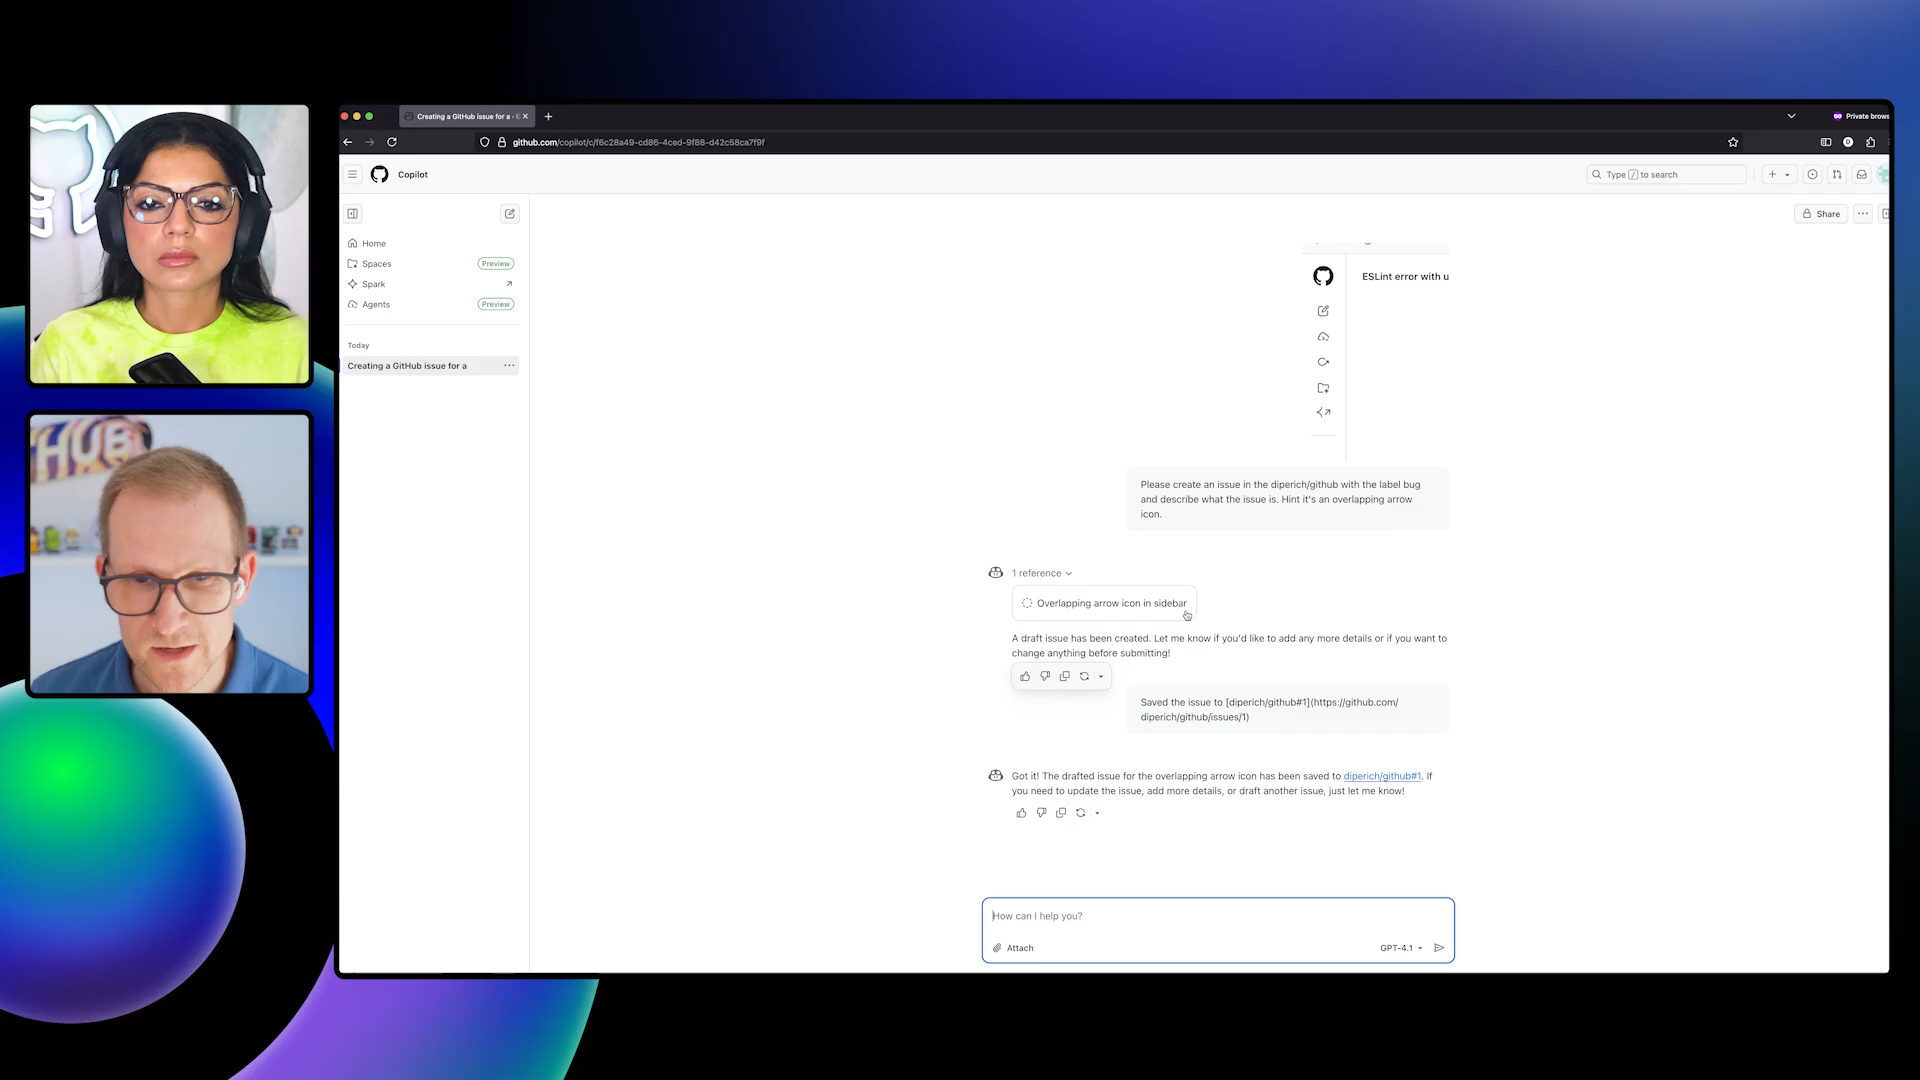 Creating a GitHub issue for a · G
Private brows
github.com/copilot/c/f6c28a49-cd86-4ced-9f88-d42c58ca7f9f
Copilot
Type / to search
Share
Home
Spaces
Preview
Spark
Agents
Preview
Today
Creating a GitHub issue for a
ESLint error with u
Please create an issue in the diperich/github with the label bug
and describe what the issue is. Hint it's an overlapping arrow
icon.
1 reference
Overlapping arrow icon in sidebar
A draft issue has been created. Let me know if you'd like to add any more details or if you want to
change anything before submitting!
Saved the issue to [diperich/github#1](https://github.com/
diperich/github/issues/1)
Got it! The drafted issue for the overlapping arrow icon has been saved to diperich/github#1. If
you need to update the issue, add more details, or draft another issue, just let me know!
How can I help you?
Attach
GPT-4.1
HUB